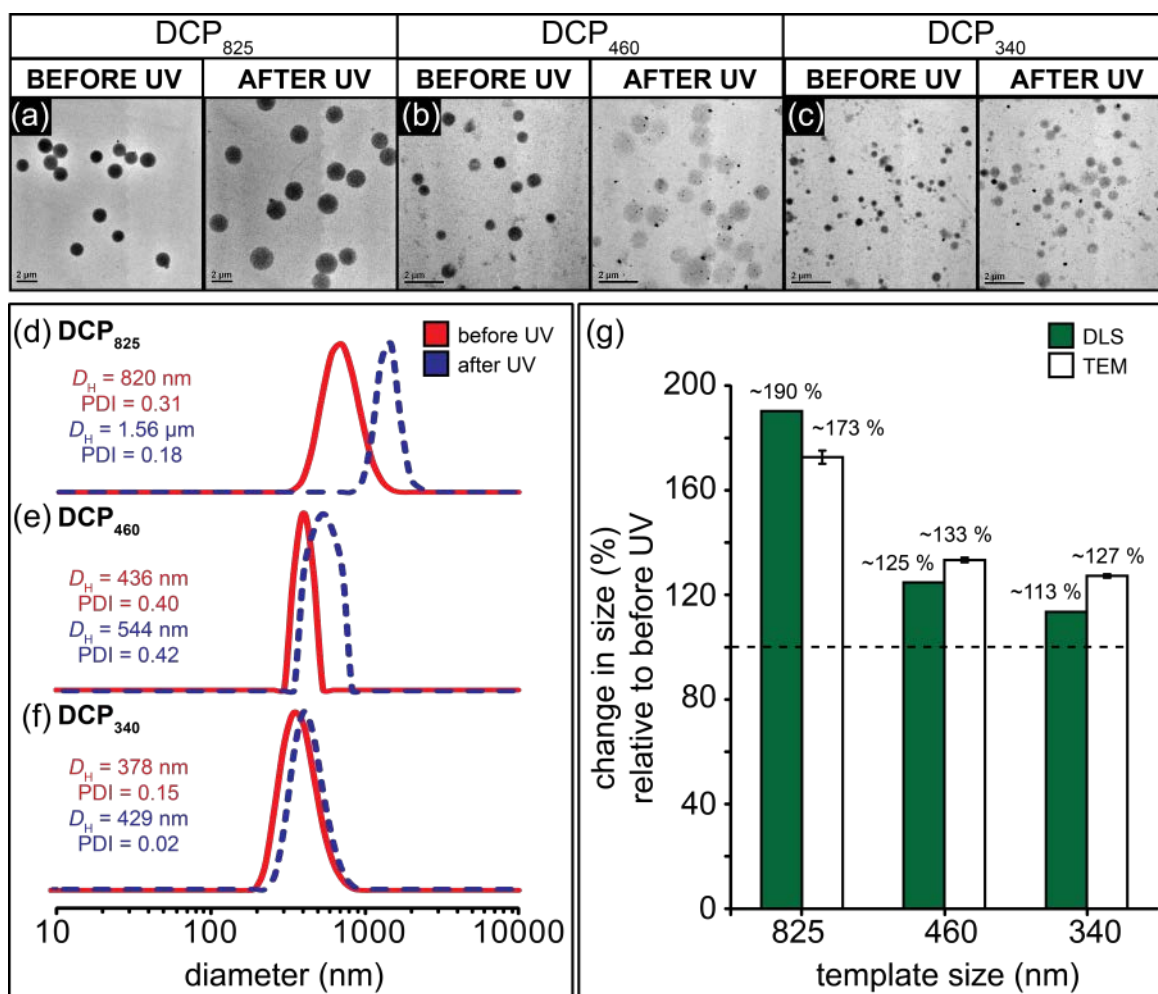 DCP825 DCP460 DCP340
BEFORE UV AFTER UV BEFORE UV AFTER UV BEFORE UV AFTER UV
(a) (b) (c)
2 μm 2 μm 2 μm 2 μm 2 μm 2 μm
(d) DCP825
before UV
after UV
DH = 820 nm
PDI = 0.31
DH = 1.56 μm
PDI = 0.18
(e) DCP460
DH = 436 nm
PDI = 0.40
DH = 544 nm
PDI = 0.42
(f) DCP340
DH = 378 nm
PDI = 0.15
DH = 429 nm
PDI = 0.02
10 100 1000 10000
diameter (nm)
(g)
DLS
TEM
change in size (%)
relative to before UV
200
160
120
80
40
0
~190 %
~173 %
~125 %
~133 %
~113 %
~127 %
825 460 340
template size (nm)